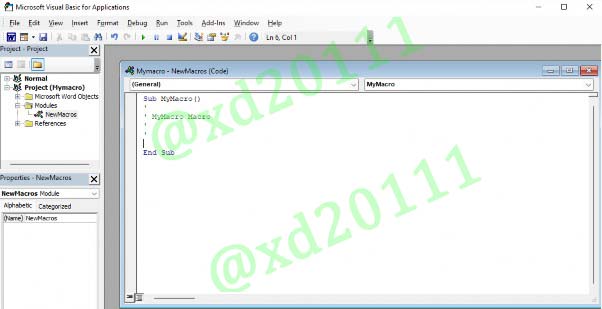 Microsoft Visual Basic for Applications
File Edit View Insert Format Debug Run Tools Add-Ins Window Help
Ln 6, Col 1
Project - Project
Normal
Project (Mymacro)
Microsoft Word Objects
Modules
NewMacros
References
Properties - NewMacros
NewMacros Module
Alphabetic Categorized
(Name) NewMacros
Mymacro - NewMacros (Code)
(General) MyMacro
Sub MyMacro()
'
' MyMacro Macro
'
'
End Sub
@xd20111
@xd20111